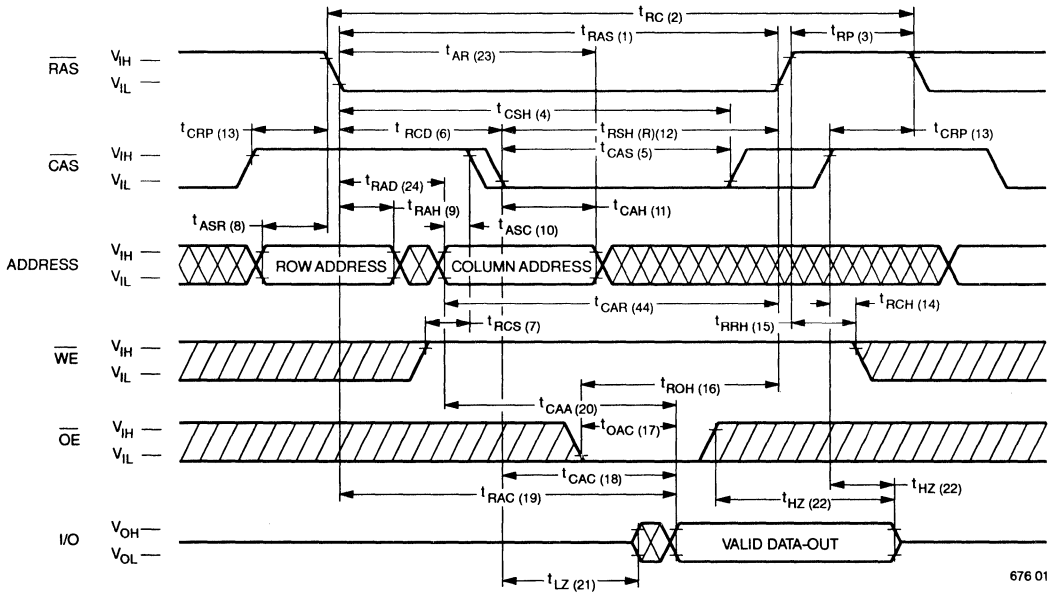 tRC (2)
tRAS (1)
tRP (3)
tAR (23)
RAS
VIH
VIL
tCSH (4)
tCRP (13)
tRCD (6)
tRSH (R)(12)
tCRP (13)
tCAS (5)
CAS
VIH
VIL
tRAD (24)
tRAH (9)
tCAH (11)
tASR (8)
tASC (10)
ADDRESS
VIH
VIL
ROW ADDRESS
COLUMN ADDRESS
tCAR (44)
tRCH (14)
tRCS (7)
tRRH (15)
WE
VIH
VIL
tROH (16)
tCAA (20)
OE
VIH
VIL
tOAC (17)
tCAC (18)
tHZ (22)
tRAC (19)
tHZ (22)
I/O
VOH
VOL
VALID DATA-OUT
tLZ (21)
676 01